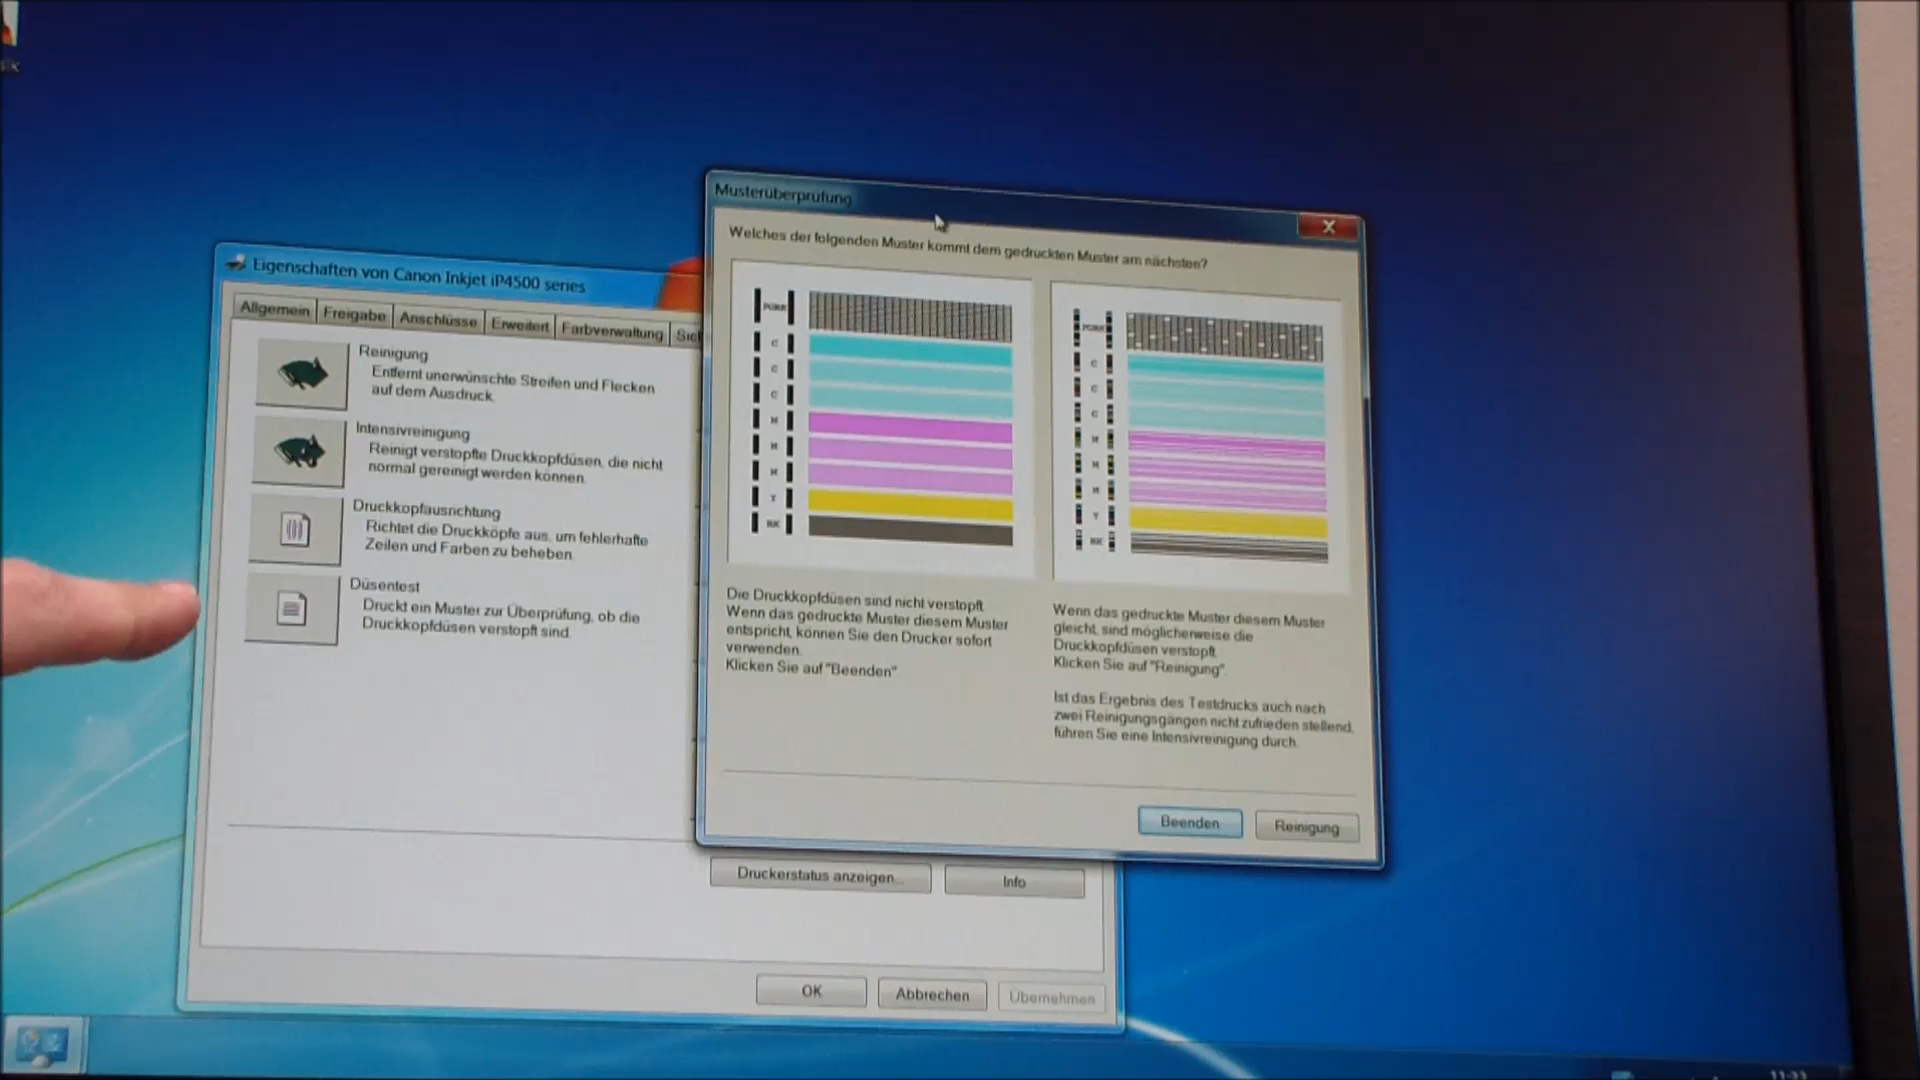 Eigenschaften von Canon Inkjet iP4500 series
Allgemein Freigabe Anschlüsse Erweitert Farbverwaltung
Reinigung
Entfernt unerwünschte Streifen und Flecken
auf dem Ausdruck.
Intensivreinigung
Reinigt verstopfte Druckkopfdüsen, die nicht
normal gereinigt werden können.
Druckkopfausrichtung
Richtet die Druckköpfe aus, um fehlerhafte
Zeilen und Farben zu beheben.
Düsentest
Druckt ein Muster zur Überprüfung, ob die
Druckkopfdüsen verstopft sind.
Druckerstatus anzeigen...
Info
OK
Abbrechen
Übernehmen
Musterüberprüfung
Welches der folgenden Muster kommt dem gedruckten Muster am nächsten?
PGBK
C
C
C
M
M
M
Y
BK
Die Druckkopfdüsen sind nicht verstopft.
Wenn das gedruckte Muster diesem Muster
entspricht, können Sie den Drucker sofort
verwenden.
Klicken Sie auf "Beenden".
PGBK
C
C
C
M
M
M
Y
BK
Wenn das gedruckte Muster diesem Muster
gleicht, sind möglicherweise die
Druckkopfdüsen verstopft.
Klicken Sie auf "Reinigung".
Ist das Ergebnis des Testdrucks auch nach
zwei Reinigungsgängen nicht zufrieden stellend,
führen Sie eine Intensivreinigung durch.
Beenden
Reinigung